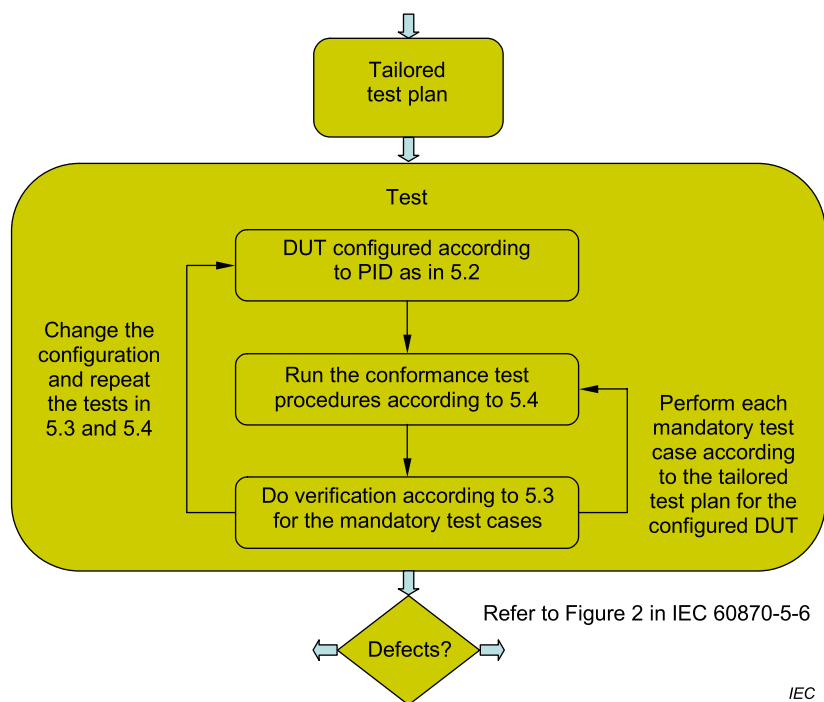 Tailored
test plan
Test
DUT configured according
to PID as in 5.2
Change the
configuration
and repeat
the tests in
5.3 and 5.4
Run the conformance test
procedures according to 5.4
Perform each
mandatory test
case according
to the tailored
test plan for the
configured DUT
Do verification according to 5.3
for the mandatory test cases
Refer to Figure 2 in IEC 60870-5-6
Defects?
IEC